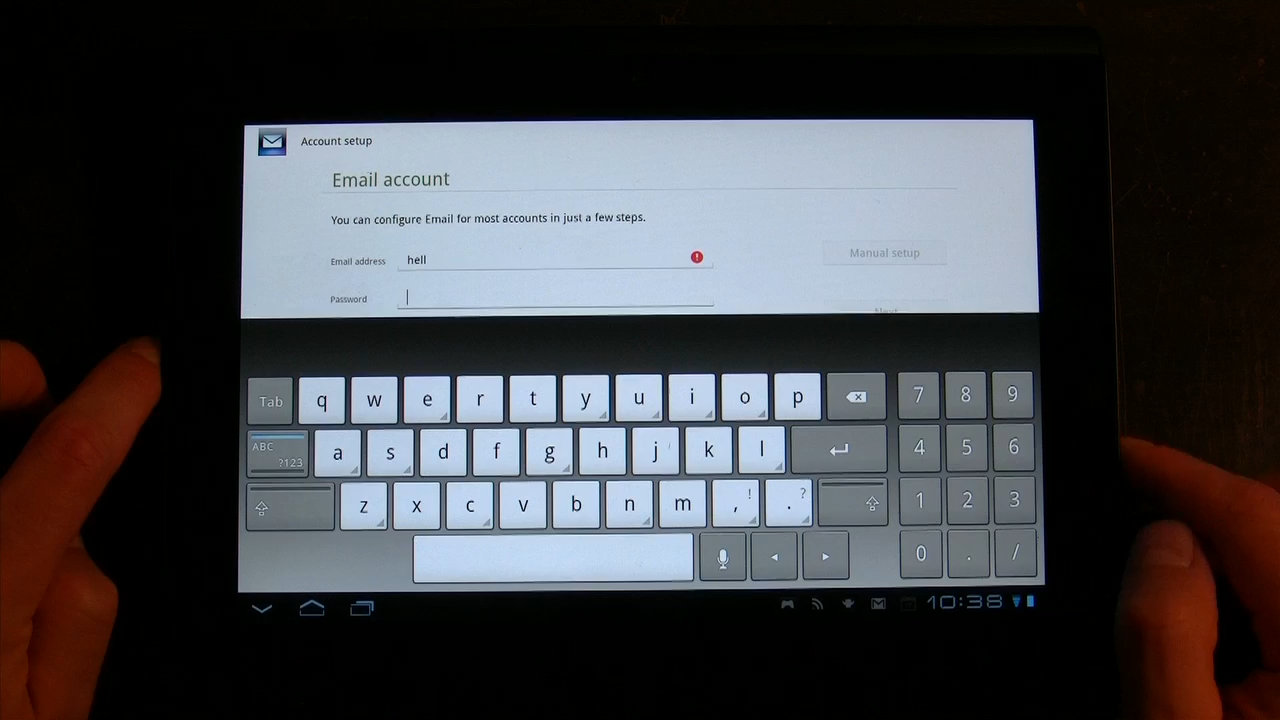 Account setup
Email account
You can configure Email for most accounts in just a few steps.
Email address hell Manual setup
Password
Next
Tab q w e r t y u i o p 7 8 9
ABC ?123 a s d f g h j k l 4 5 6
z x c v b n m , ! . ? 1 2 3
0 . /
10:38